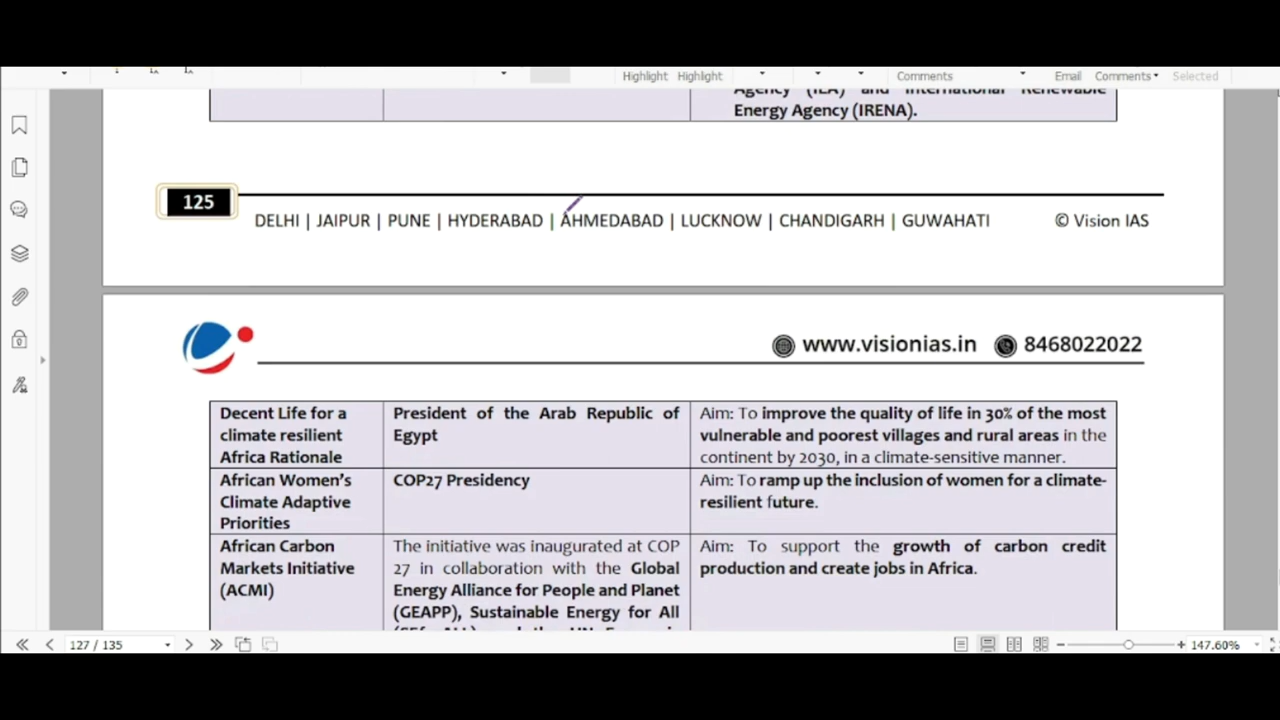 Highlight Highlight Comments Email Comments Selected
Agency (IEA) and International Renewable
Energy Agency (IRENA).
125
DELHI | JAIPUR | PUNE | HYDERABAD | AHMEDABAD | LUCKNOW | CHANDIGARH | GUWAHATI © Vision IAS
www.visionias.in 8468022022
Decent Life for a
climate resilient
Africa Rationale
President of the Arab Republic of
Egypt
Aim: To improve the quality of life in 30% of the most
vulnerable and poorest villages and rural areas in the
continent by 2030, in a climate-sensitive manner.
African Women's
Climate Adaptive
Priorities
COP27 Presidency
Aim: To ramp up the inclusion of women for a climate-
resilient future.
African Carbon
Markets Initiative
(ACMI)
The initiative was inaugurated at COP
27 in collaboration with the Global
Energy Alliance for People and Planet
(GEAPP), Sustainable Energy for All
Aim: To support the growth of carbon credit
production and create jobs in Africa.
127 / 135
147.60%